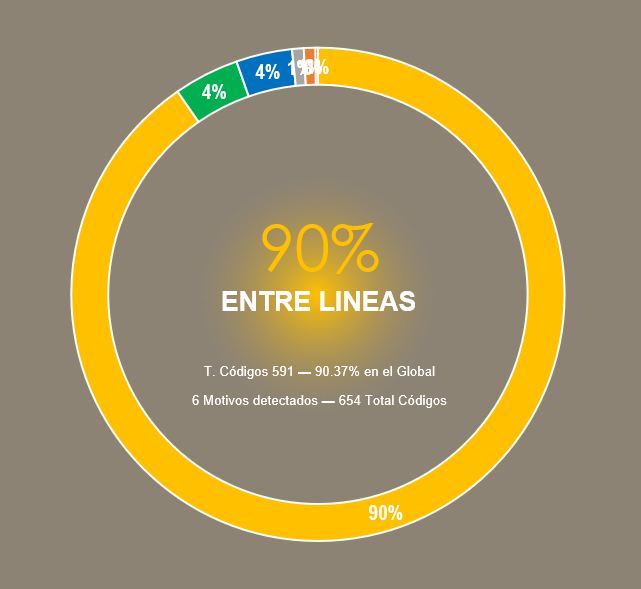 4%
4%
90%
ENTRE LINEAS
T. Códigos 591 — 90.37% en el Global
6 Motivos detectados — 654 Total Códigos
90%